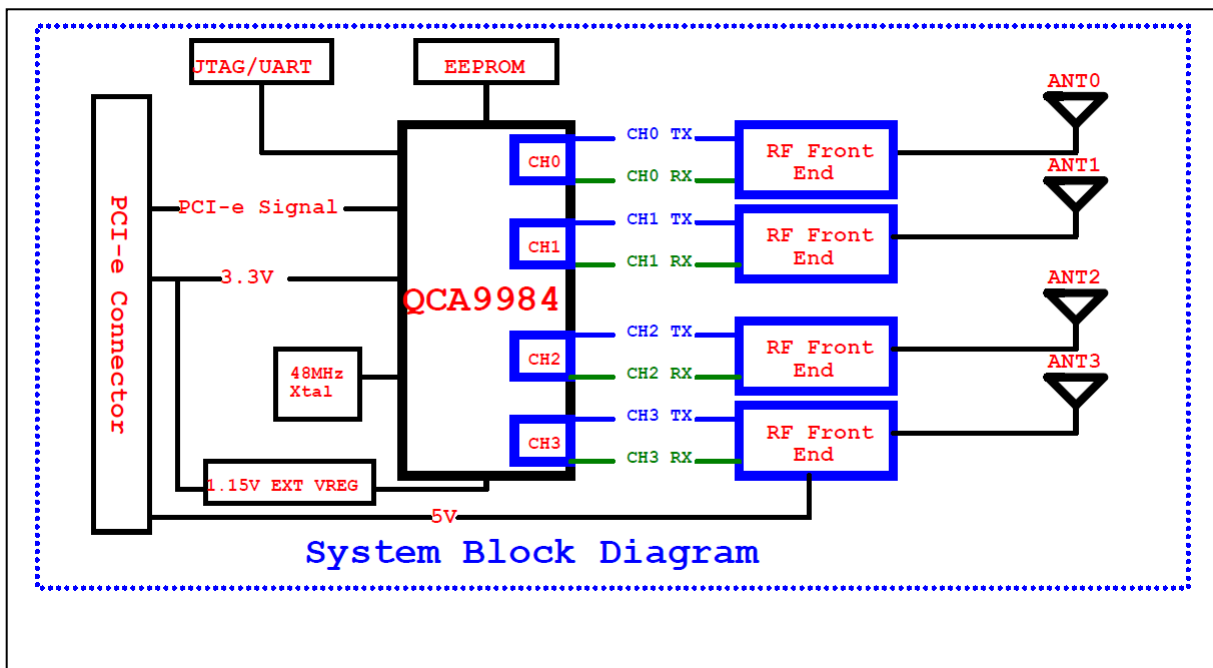 JTAG/UART
EEPROM
ANT0
CH0 TX
RF Front
End
CH0
CH0 RX
ANT1
PCI-e Connector
PCI-e Signal
CH1 TX
RF Front
End
CH1
CH1 RX
3.3V
QCA9984
ANT2
CH2 TX
RF Front
End
CH2
CH2 RX
48MHz
Xtal
ANT3
CH3 TX
RF Front
End
CH3
CH3 RX
1.15V EXT VREG
5V
System Block Diagram